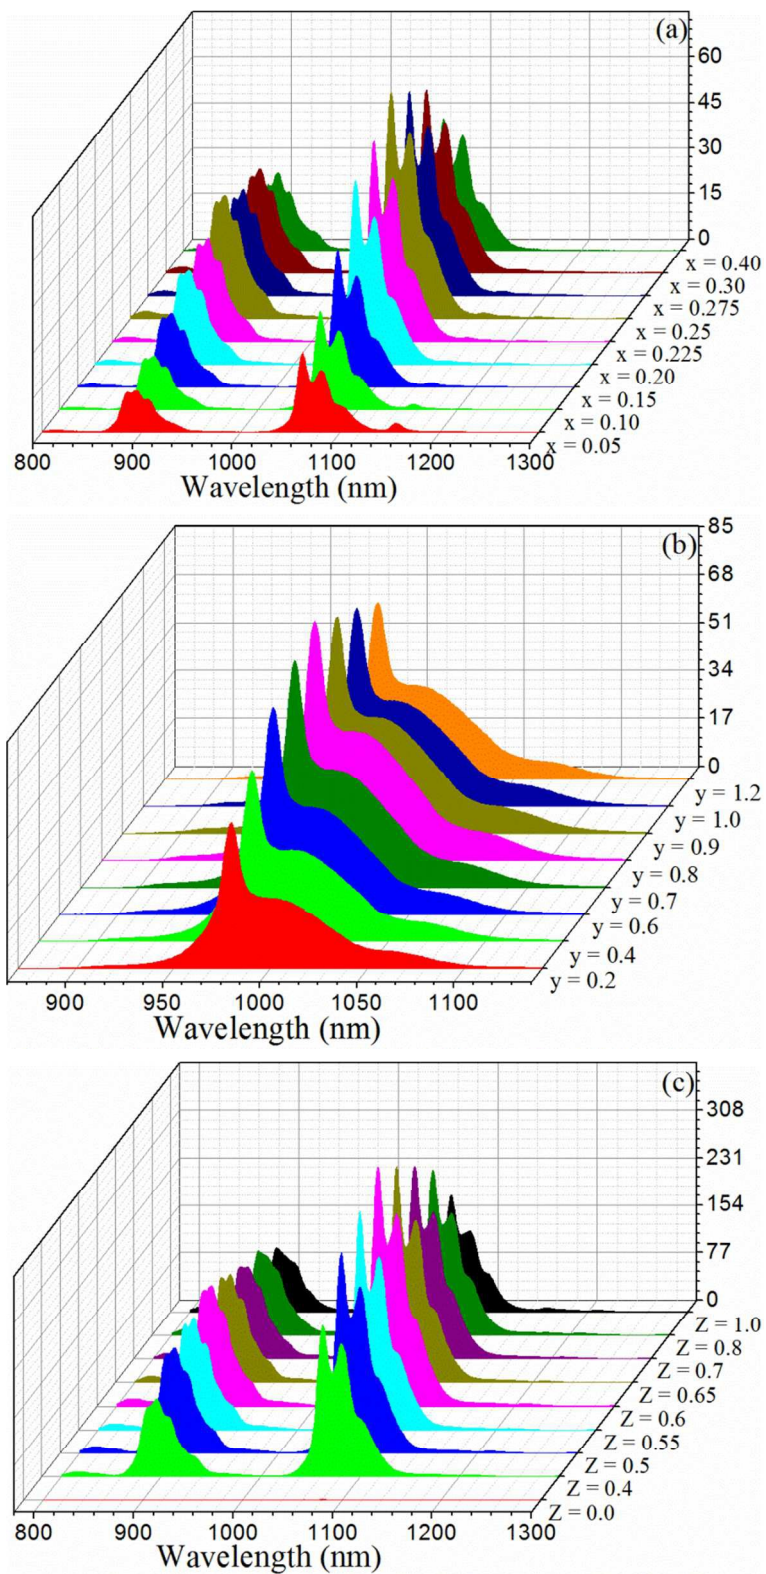 (a)
60
45
30
15
0
x = 0.40
x = 0.30
x = 0.275
x = 0.25
x = 0.225
x = 0.20
x = 0.15
x = 0.10
x = 0.05
800 900 1000 1100 1200 1300
Wavelength (nm)
(b)
85
68
51
34
17
0
y = 1.2
y = 1.0
y = 0.9
y = 0.8
y = 0.7
y = 0.6
y = 0.4
y = 0.2
900 950 1000 1050 1100
Wavelength (nm)
(c)
308
231
154
77
0
Z = 1.0
Z = 0.8
Z = 0.7
Z = 0.65
Z = 0.6
Z = 0.55
Z = 0.5
Z = 0.4
Z = 0.0
800 900 1000 1100 1200 1300
Wavelength (nm)